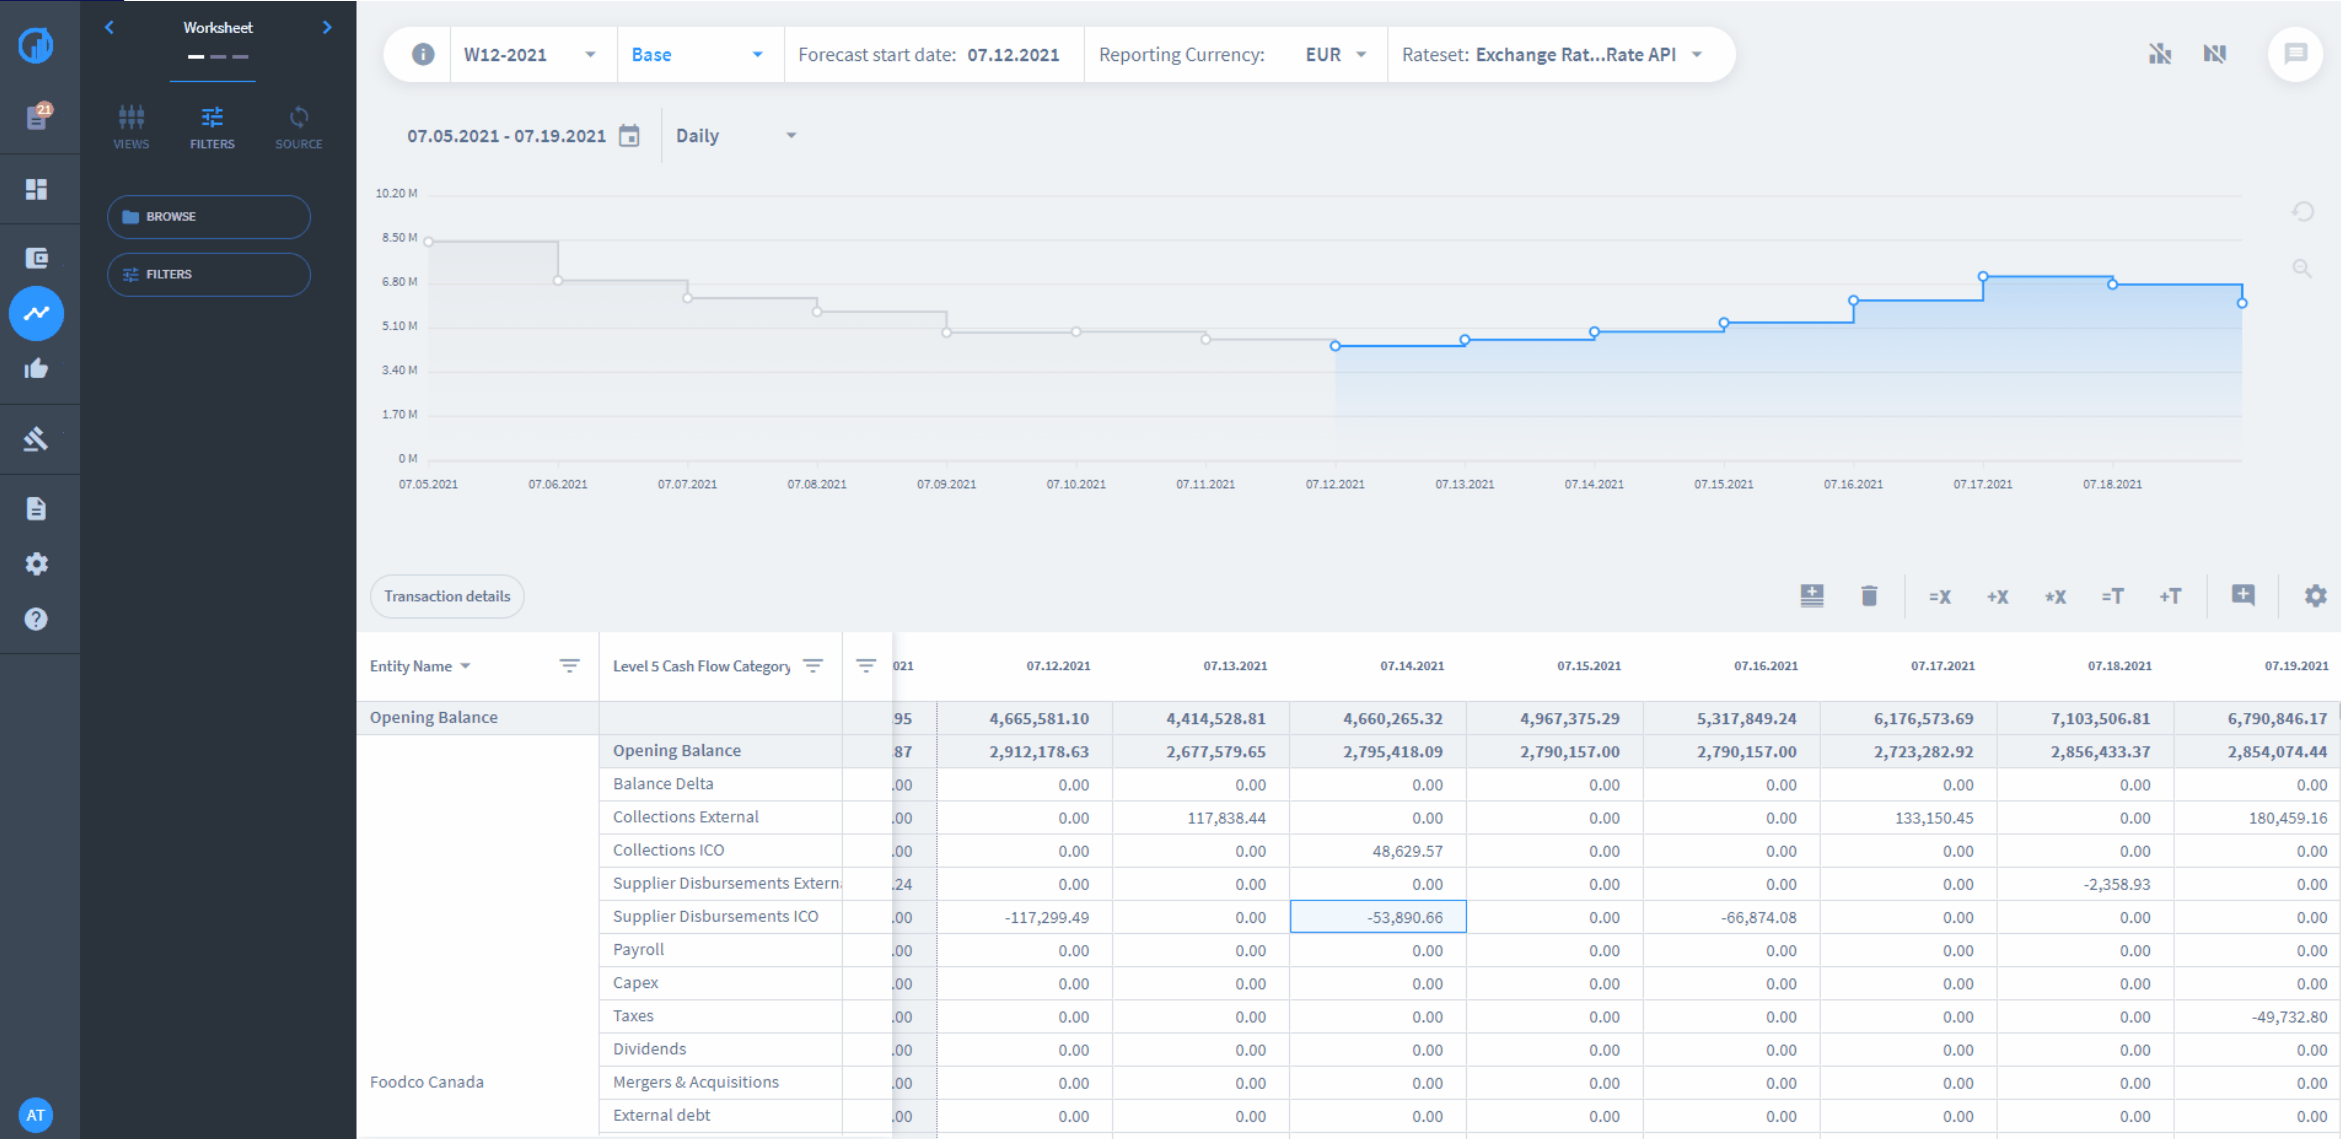 Worksheet
W12-2021 Base Forecast start date: 07.12.2021 Reporting Currency: EUR Rateset: Exchange Rat...Rate API
21
VIEWS FILTERS SOURCE
07.05.2021 - 07.19.2021 Daily
BROWSE
FILTERS
10.20 M
8.50 M
6.80 M
5.10 M
3.40 M
1.70 M
0 M
07.05.2021 07.06.2021 07.07.2021 07.08.2021 07.09.2021 07.10.2021 07.11.2021 07.12.2021 07.13.2021 07.14.2021 07.15.2021 07.16.2021 07.17.2021 07.18.2021
Transaction details =X +X *X =T +T
Entity Name Level 5 Cash Flow Category 021 07.12.2021 07.13.2021 07.14.2021 07.15.2021 07.16.2021 07.17.2021 07.18.2021 07.19.2021
Opening Balance 95 4,665,581.10 4,414,528.81 4,660,265.32 4,967,375.29 5,317,849.24 6,176,573.69 7,103,506.81 6,790,846.17
Opening Balance .87 2,912,178.63 2,677,579.65 2,795,418.09 2,790,157.00 2,790,157.00 2,723,282.92 2,856,433.37 2,854,074.44
Balance Delta .00 0.00 0.00 0.00 0.00 0.00 0.00 0.00 0.00
Collections External .00 0.00 117,838.44 0.00 0.00 0.00 133,150.45 0.00 180,459.16
Collections ICO .00 0.00 0.00 48,629.57 0.00 0.00 0.00 0.00 0.00
Supplier Disbursements Extern .24 0.00 0.00 0.00 0.00 0.00 0.00 -2,358.93 0.00
Supplier Disbursements ICO .00 -117,299.49 0.00 -53,890.66 0.00 -66,874.08 0.00 0.00 0.00
Payroll .00 0.00 0.00 0.00 0.00 0.00 0.00 0.00 0.00
Capex .00 0.00 0.00 0.00 0.00 0.00 0.00 0.00 0.00
Taxes .00 0.00 0.00 0.00 0.00 0.00 0.00 0.00 -49,732.80
Dividends .00 0.00 0.00 0.00 0.00 0.00 0.00 0.00 0.00
Foodco Canada Mergers & Acquisitions .00 0.00 0.00 0.00 0.00 0.00 0.00 0.00 0.00
External debt .00 0.00 0.00 0.00 0.00 0.00 0.00 0.00 0.00
AT